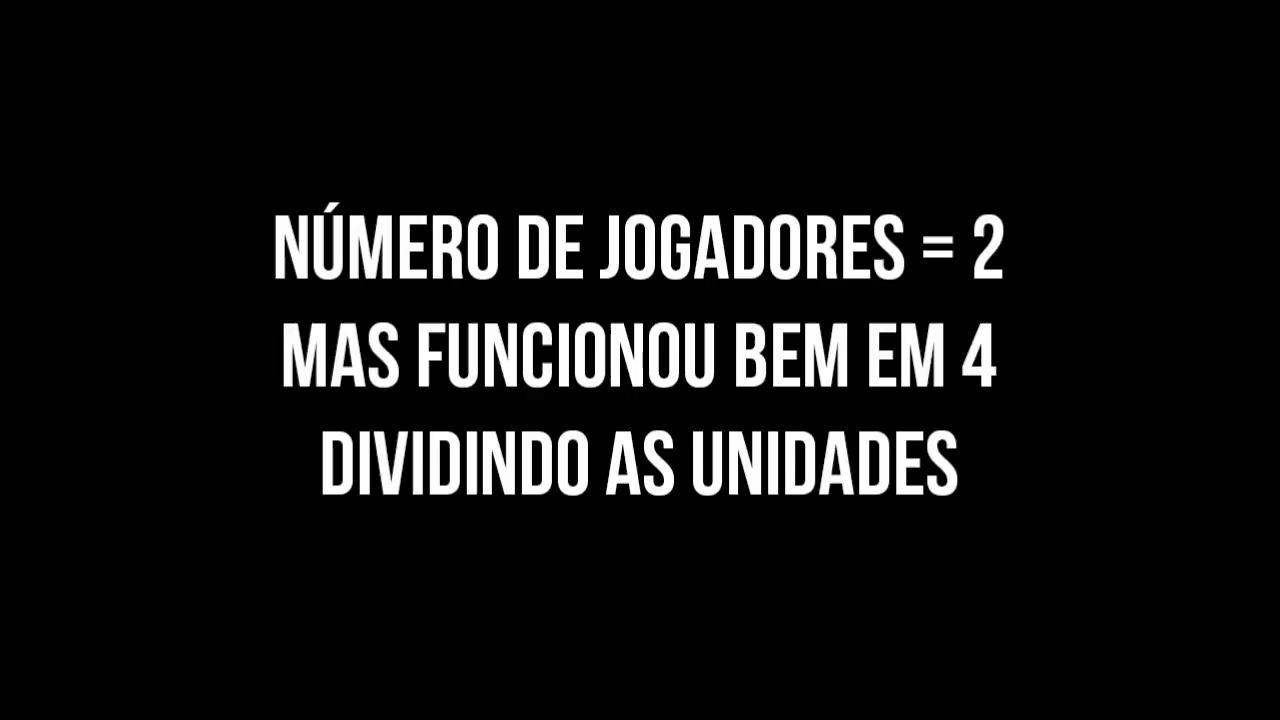 NÚMERO DE JOGADORES = 2
MAS FUNCIONOU BEM EM 4
DIVIDINDO AS UNIDADES